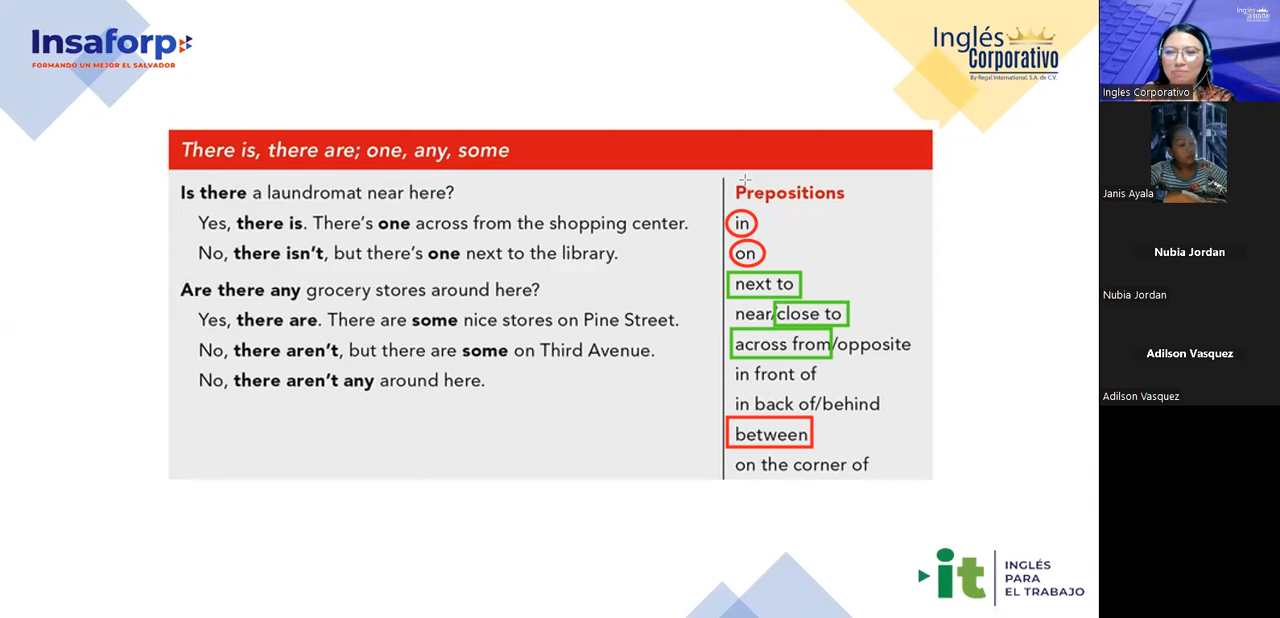 Insaforp
FORMANDO UN MEJOR EL SALVADOR
Inglés
Corporativo
By Regal International, S.A. de C.V.
There is, there are; one, any, some
Is there a laundromat near here?
Yes, there is. There's one across from the shopping center.
No, there isn't, but there's one next to the library.
Are there any grocery stores around here?
Yes, there are. There are some nice stores on Pine Street.
No, there aren't, but there are some on Third Avenue.
No, there aren't any around here.
Prepositions
in
on
next to
near/close to
across from/opposite
in front of
in back of/behind
between
on the corner of
it
INGLÉS
PARA
EL TRABAJO
Ingles Corporativo
Janis Ayala
Nubia Jordan
Nubia Jordan
Adilson Vasquez
Adilson Vasquez